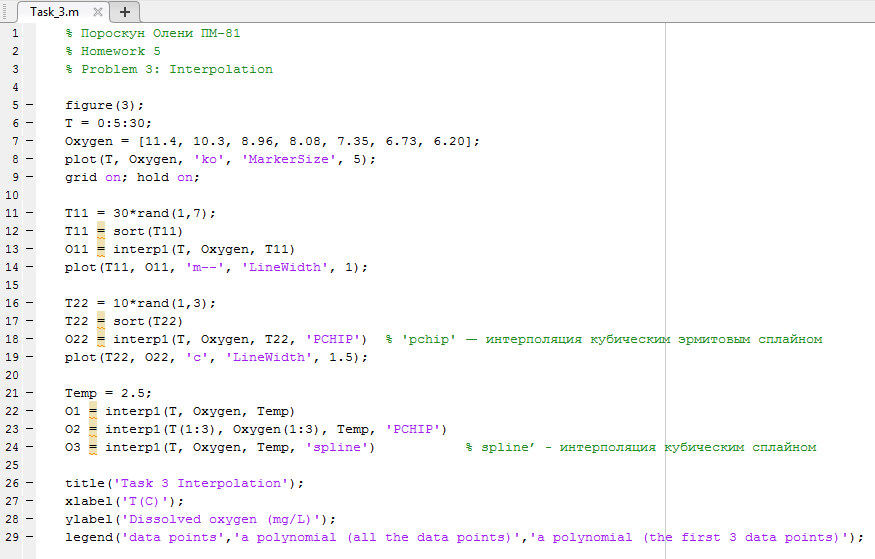 Task_3.m
1 % Пороскун Олени ПМ-81
2 % Homework 5
3 % Problem 3: Interpolation
4
5 – figure(3);
6 – T = 0:5:30;
7 – Oxygen = [11.4, 10.3, 8.96, 8.08, 7.35, 6.73, 6.20];
8 – plot(T, Oxygen, 'ko', 'MarkerSize', 5);
9 – grid on; hold on;
10
11 – T11 = 30*rand(1,7);
12 – T11 = sort(T11)
13 – O11 = interp1(T, Oxygen, T11)
14 – plot(T11, O11, 'm--', 'LineWidth', 1);
15
16 – T22 = 10*rand(1,3);
17 – T22 = sort(T22)
18 – O22 = interp1(T, Oxygen, T22, 'PCHIP') % 'pchip' — интерполяция кубическим эрмитовым сплайном
19 – plot(T22, O22, 'c', 'LineWidth', 1.5);
20
21 – Temp = 2.5;
22 – O1 = interp1(T, Oxygen, Temp)
23 – O2 = interp1(T(1:3), Oxygen(1:3), Temp, 'PCHIP')
24 – O3 = interp1(T, Oxygen, Temp, 'spline') % spline’ - интерполяция кубическим сплайном
25
26 – title('Task 3 Interpolation');
27 – xlabel('T(C)');
28 – ylabel('Dissolved oxygen (mg/L)');
29 – legend('data points','a polynomial (all the data points)','a polynomial (the first 3 data points)');